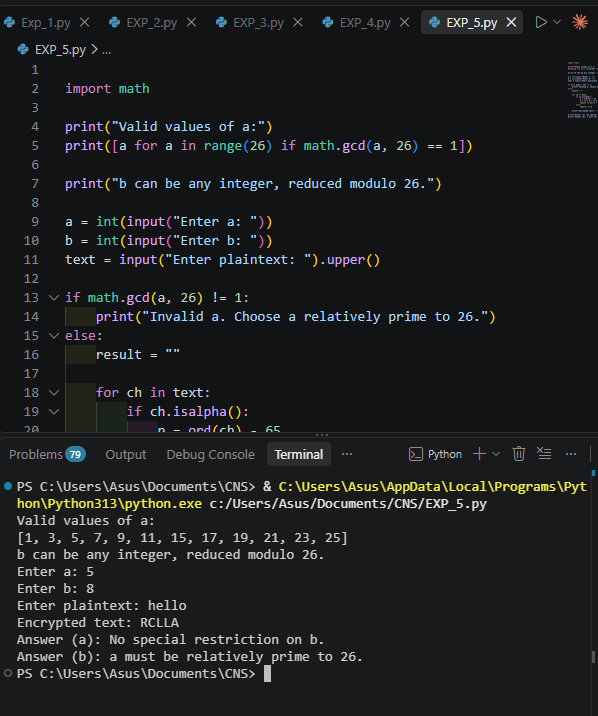 Exp_1.py EXP_2.py EXP_3.py EXP_4.py EXP_5.py
EXP_5.py > ...
1
2 import math
3
4 print("Valid values of a:")
5 print([a for a in range(26) if math.gcd(a, 26) == 1])
6
7 print("b can be any integer, reduced modulo 26.")
8
9 a = int(input("Enter a: "))
10 b = int(input("Enter b: "))
11 text = input("Enter plaintext: ").upper()
12
13 if math.gcd(a, 26) != 1:
14 print("Invalid a. Choose a relatively prime to 26.")
15 else:
16 result = ""
17
18 for ch in text:
19 if ch.isalpha():
20 p = ord(ch) - 65
Problems 79 Output Debug Console Terminal ... Python ...
PS C:\Users\Asus\Documents\CNS> & C:\Users\Asus\AppData\Local\Programs\Pyt
hon\Python313\python.exe c:/Users/Asus/Documents/CNS/EXP_5.py
Valid values of a:
[1, 3, 5, 7, 9, 11, 15, 17, 19, 21, 23, 25]
b can be any integer, reduced modulo 26.
Enter a: 5
Enter b: 8
Enter plaintext: hello
Encrypted text: RCLLA
Answer (a): No special restriction on b.
Answer (b): a must be relatively prime to 26.
PS C:\Users\Asus\Documents\CNS>